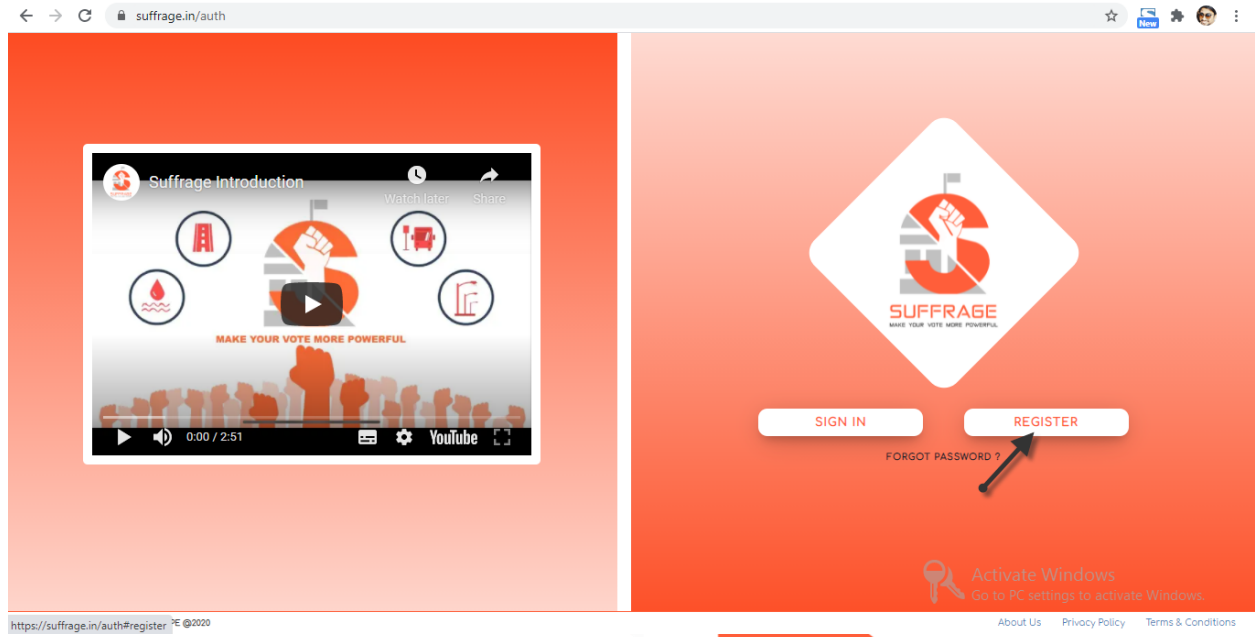 suffrage.in/auth
New
Suffrage Introduction
Watch later
Share
MAKE YOUR VOTE MORE POWERFUL
0:00 / 2:51
YouTube
SUFFRAGE
MAKE YOUR VOTE MORE POWERFUL
SIGN IN
REGISTER
FORGOT PASSWORD ?
Activate Windows
Go to PC settings to activate Windows.
https://suffrage.in/auth#register
PE @2020
About Us
Privacy Policy
Terms & Conditions